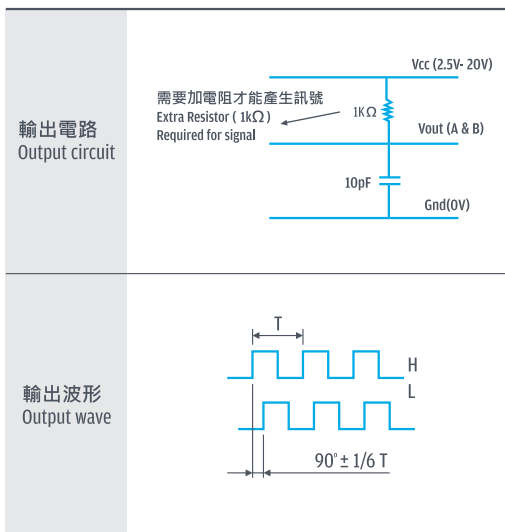 輸出電路
Output circuit
需要加電阻才能產生訊號
Extra Resistor ( 1kΩ )
Required for signal
Vcc (2.5V- 20V)
1KΩ
Vout (A & B)
10pF
Gnd(0V)
輸出波形
Output wave
T
H
L
90° ± 1/6 T